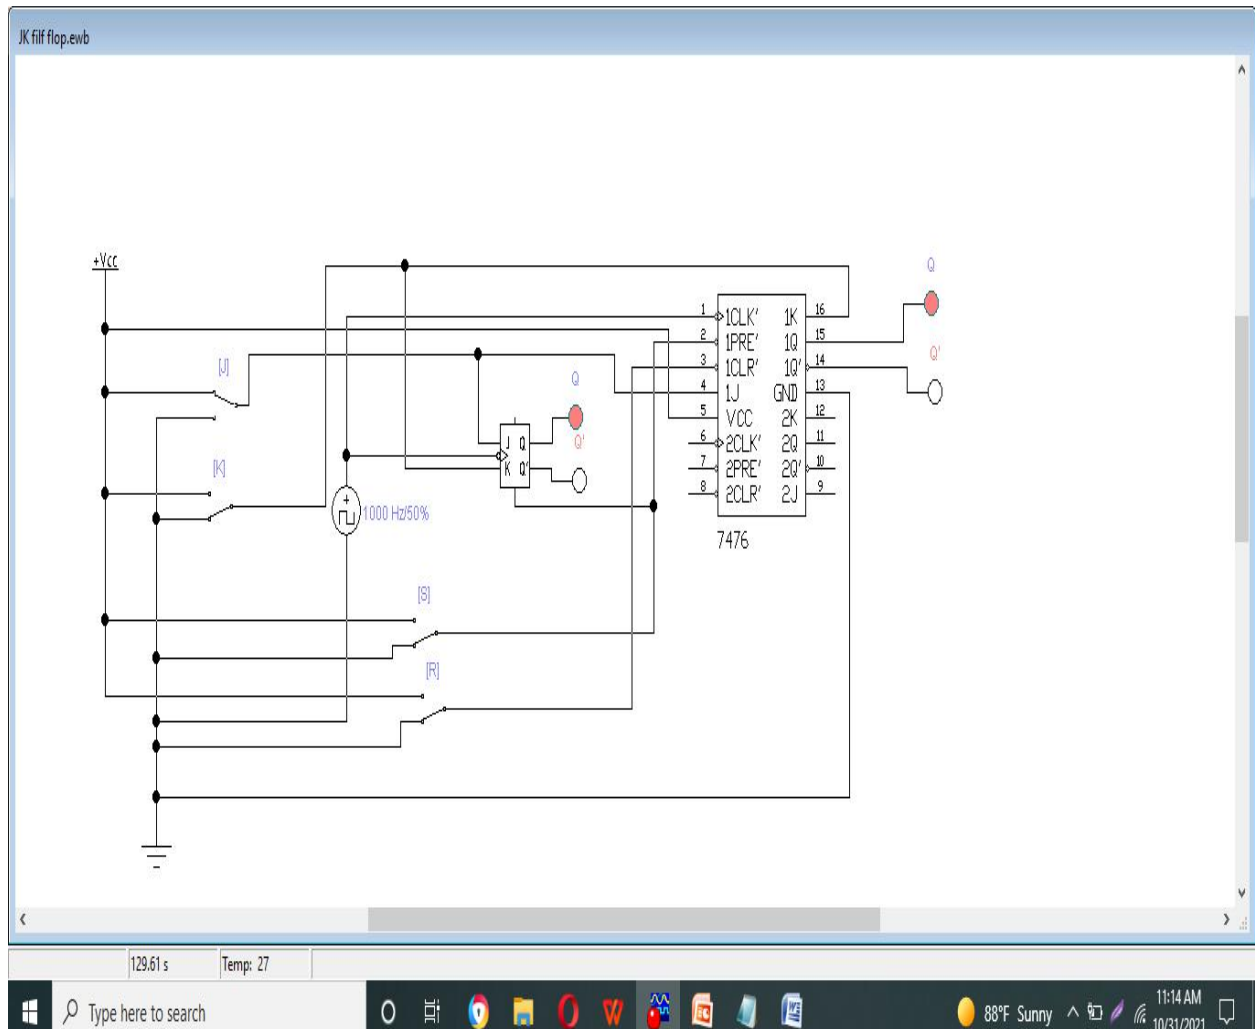 JK filf flop.ewb
+Vcc
[J]
[K]
1000 Hz/50%
[S]
[R]
Q
Q'
J Q
K Q'
Q
Q'
1 1CLK' 1K 16
2 1PRE' 1Q 15
3 1CLR' 1Q' 14
4 1J GND 13
5 VCC 2K 12
6 2CLK' 2Q 11
7 2PRE' 2Q' 10
8 2CLR' 2J 9
7476
129.61 s Temp: 27
Type here to search
88°F Sunny
11:14 AM
10/31/2021